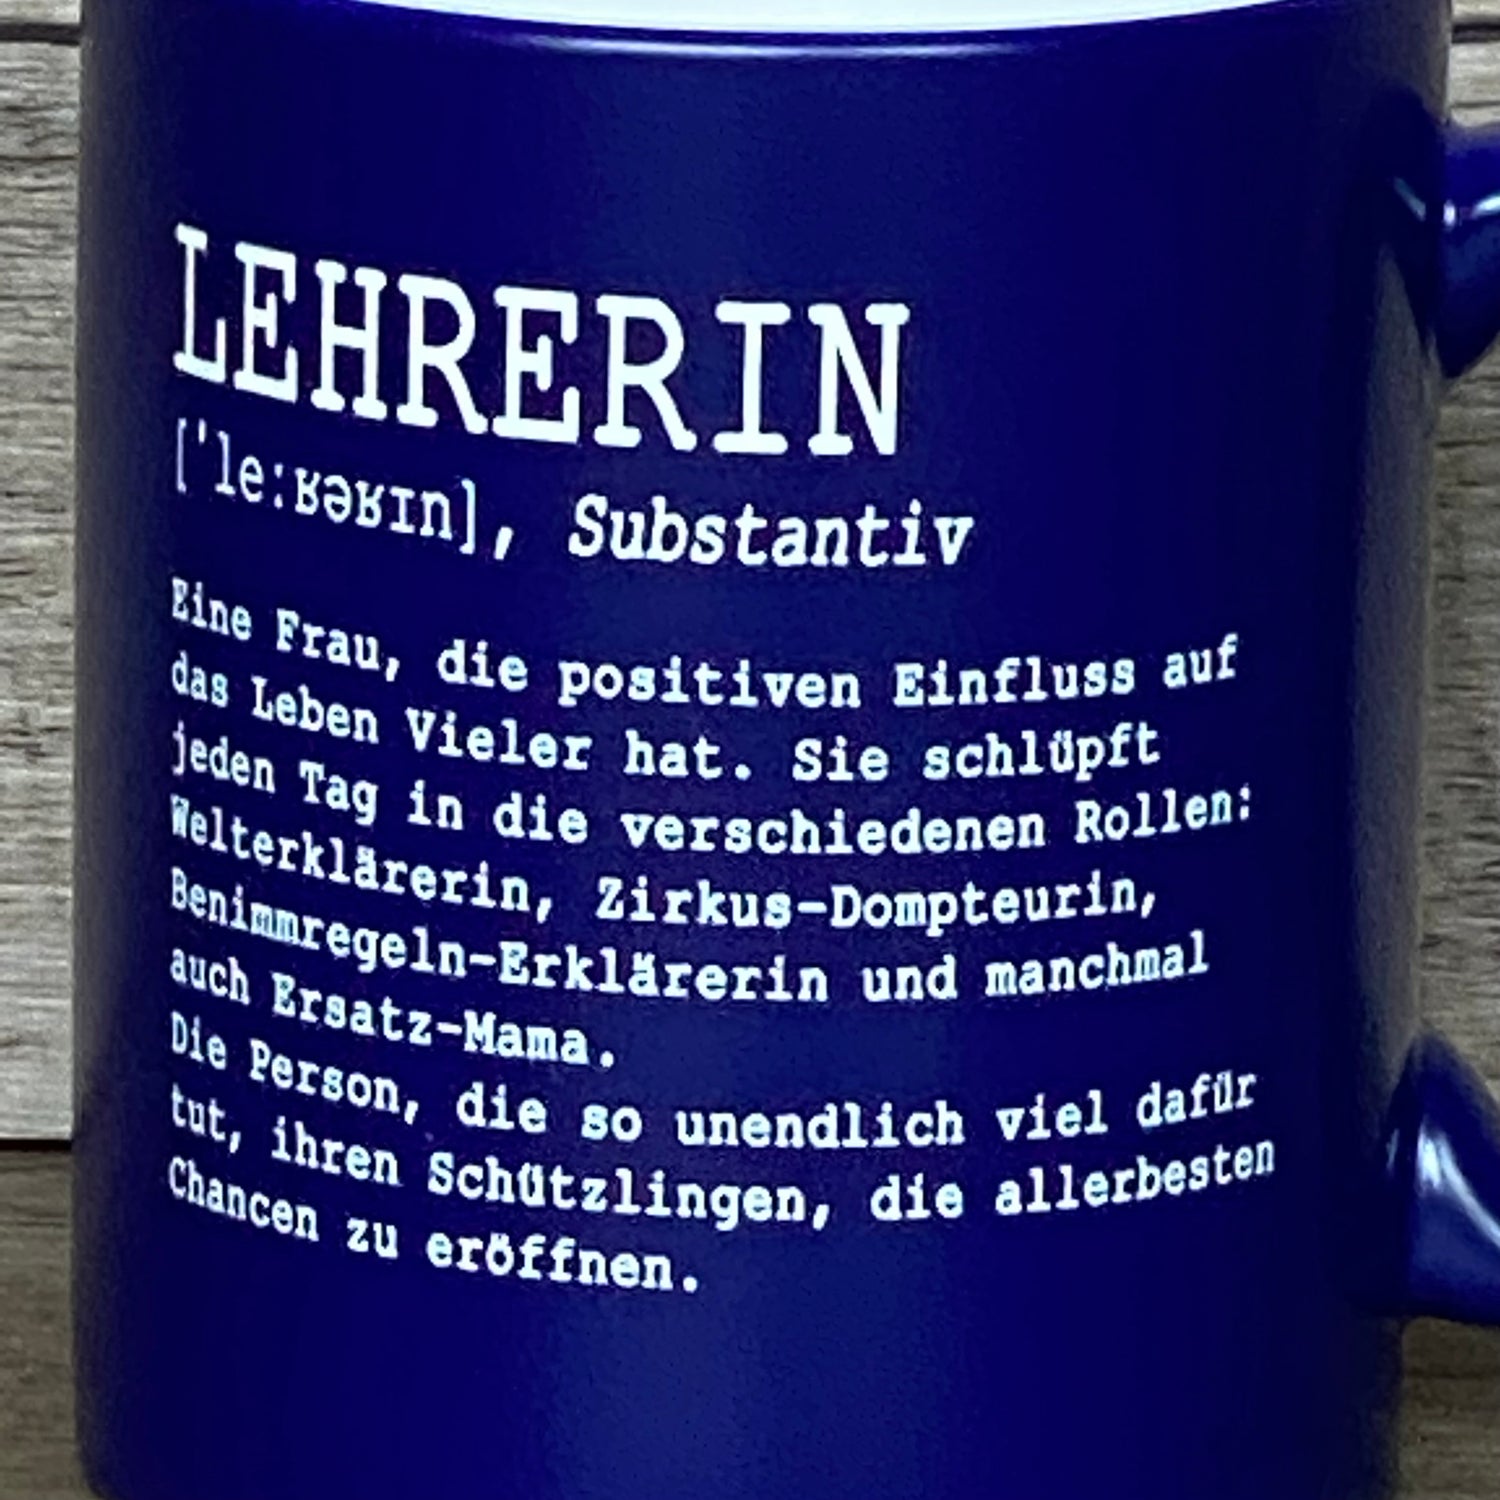 LEHRERIN
[ˈle:ʁəʁɪn], Substantiv
Eine Frau, die positiven Einfluss auf
das Leben Vieler hat. Sie schlüpft
jeden Tag in die verschiedenen Rollen:
Welterklärerin, Zirkus-Dompteurin,
Benimmregeln-Erklärerin und manchmal
auch Ersatz-Mama.
Die Person, die so unendlich viel dafür
tut, ihren Schützlingen, die allerbesten
Chancen zu eröffnen.